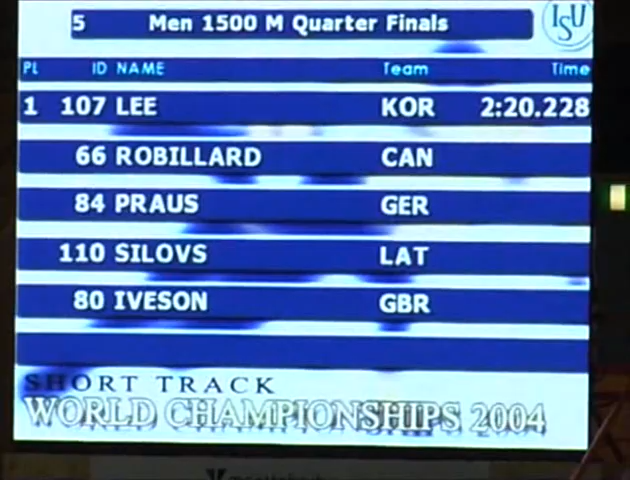 5 Men 1500 M Quarter Finals ISU
PL ID NAME Team Time
1 107 LEE KOR 2:20.228
66 ROBILLARD CAN
84 PRAUS GER
110 SILOVS LAT
80 IVESON GBR
SHORT TRACK
WORLD CHAMPIONSHIPS 2004